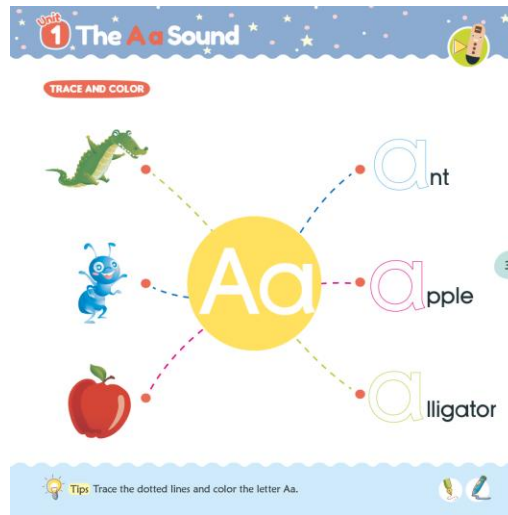 Unit
1 The Aa Sound
TRACE AND COLOR
ant
Aa
apple
alligator
Tips Trace the dotted lines and color the letter Aa.